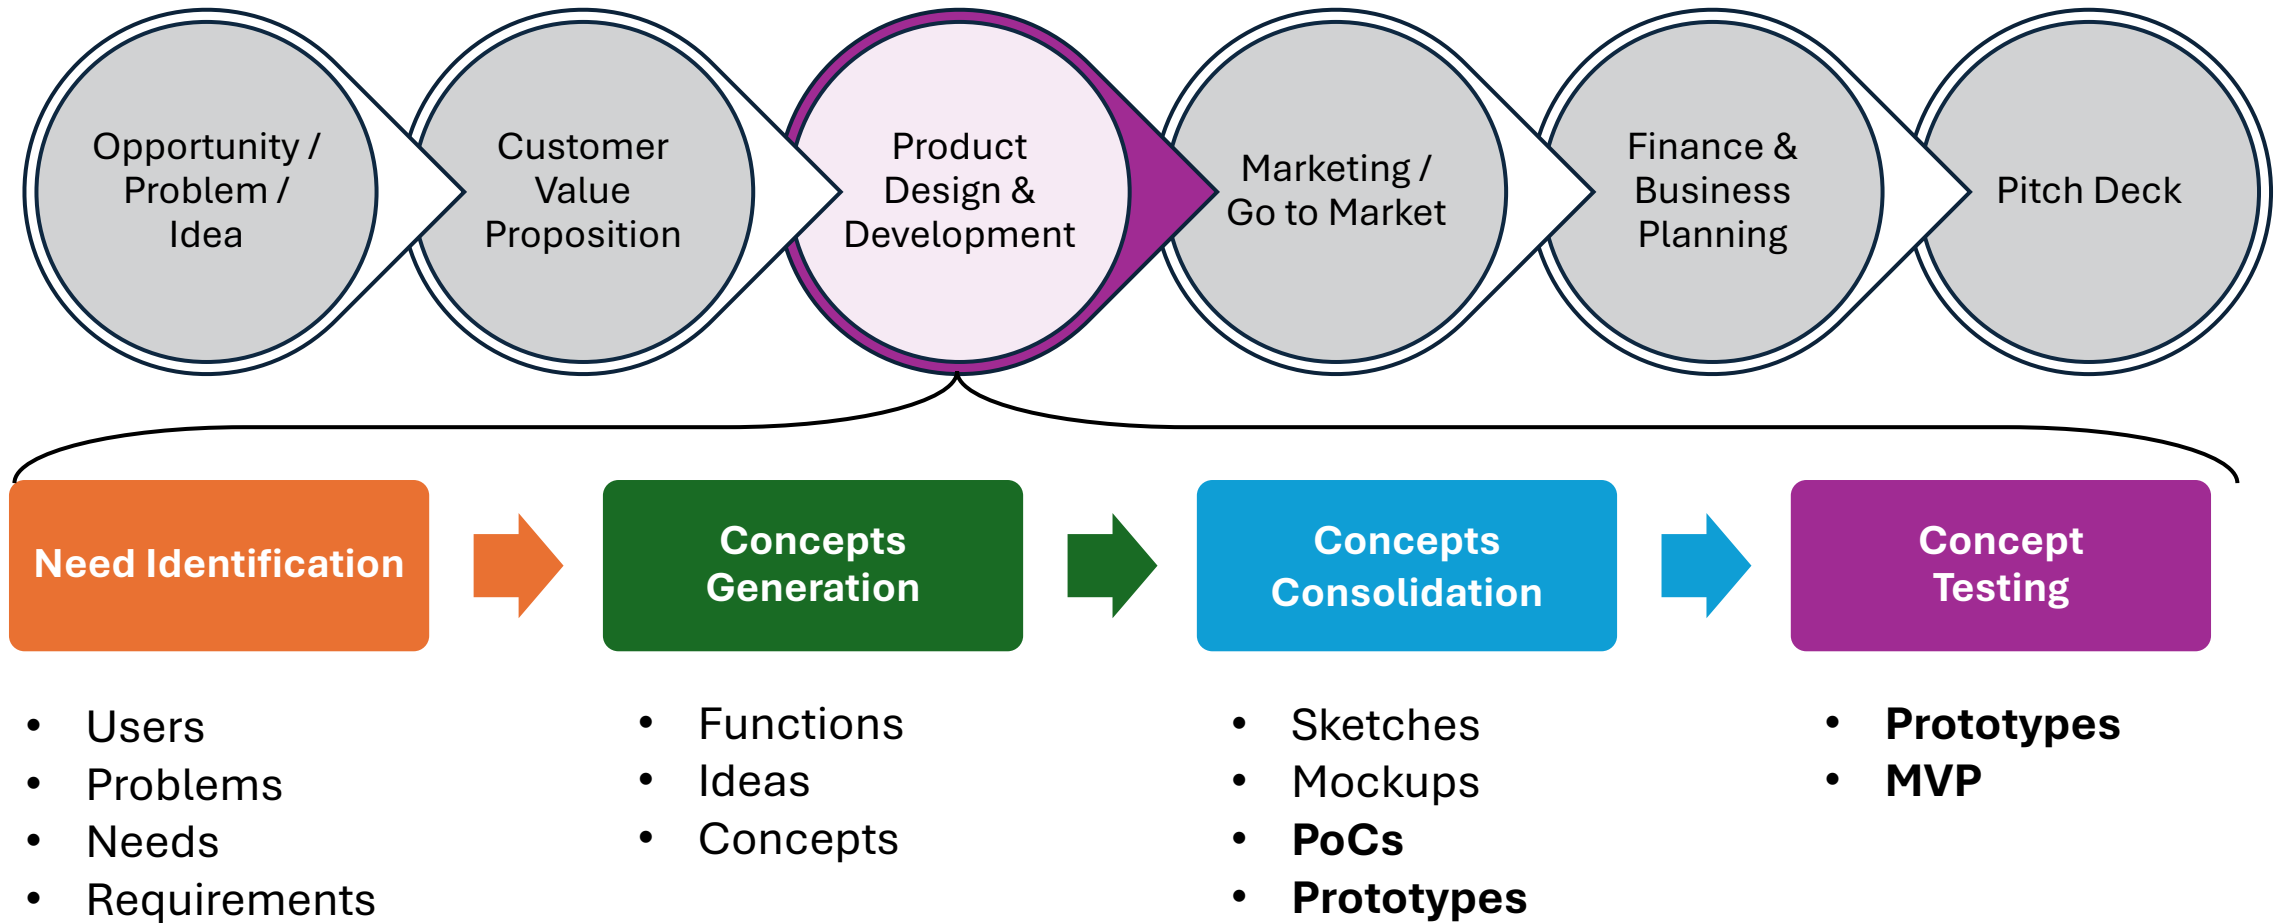 Opportunity /
Problem /
Idea
Customer
Value
Proposition
Product
Design &
Development
Marketing /
Go to Market
Finance &
Business
Planning
Pitch Deck
Need Identification
Concepts
Generation
Concepts
Consolidation
Concept
Testing
• Users
• Problems
• Needs
• Requirements
• Functions
• Ideas
• Concepts
• Sketches
• Mockups
• PoCs
• Prototypes
• Prototypes
• MVP